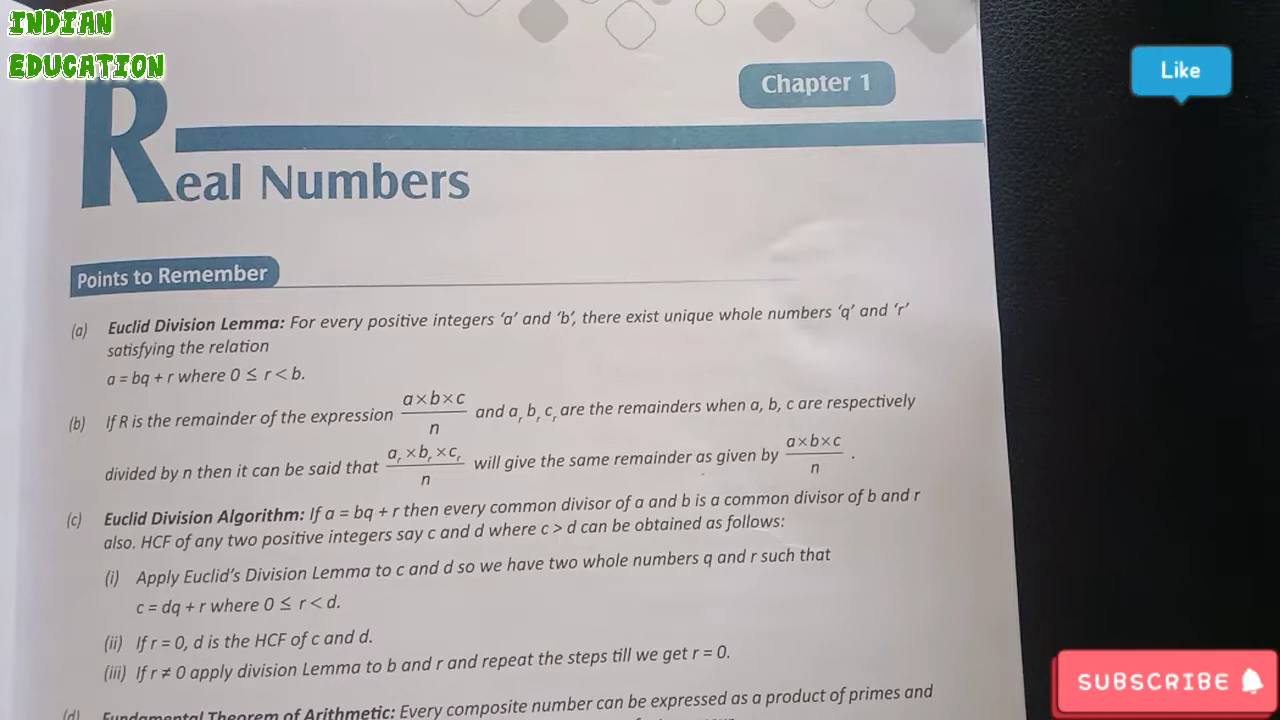 INDIAN
EDUCATION
Like
Chapter 1
Real Numbers
Points to Remember
(a) Euclid Division Lemma: For every positive integers ‘a’ and ‘b’, there exist unique whole numbers ‘q’ and ‘r’
satisfying the relation
a = bq + r where 0 ≤ r < b.
(b) If R is the remainder of the expression a×b×c/n and aᵣ bᵣ cᵣ are the remainders when a, b, c are respectively
divided by n then it can be said that aᵣ×bᵣ×cᵣ/n will give the same remainder as given by a×b×c/n .
(c) Euclid Division Algorithm: If a = bq + r then every common divisor of a and b is a common divisor of b and r
also. HCF of any two positive integers say c and d where c > d can be obtained as follows:
(i) Apply Euclid’s Division Lemma to c and d so we have two whole numbers q and r such that
c = dq + r where 0 ≤ r < d.
(ii) If r = 0, d is the HCF of c and d.
(iii) If r ≠ 0 apply division Lemma to b and r and repeat the steps till we get r = 0.
(d) Fundamental Theorem of Arithmetic: Every composite number can be expressed as a product of primes and
SUBSCRIBE